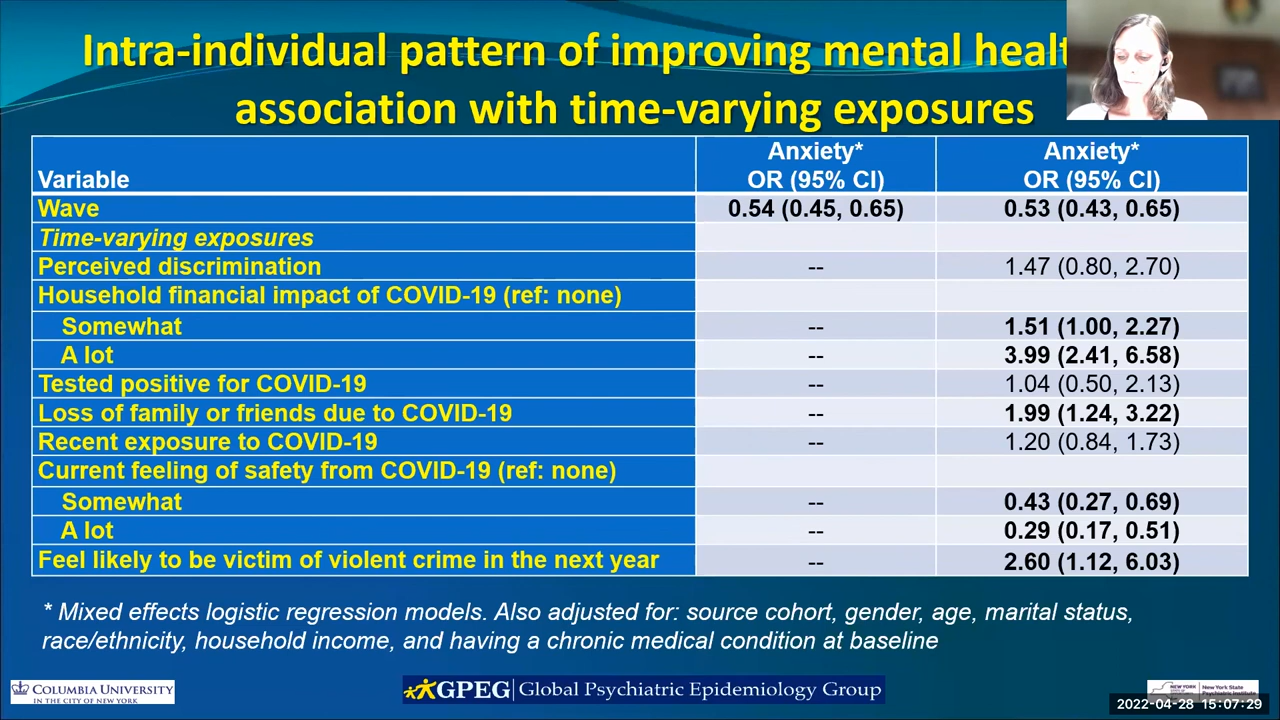 Intra-individual pattern of improving mental healt
association with time-varying exposures
Variable
Anxiety*
OR (95% CI)
Anxiety*
OR (95% CI)
Wave 0.54 (0.45, 0.65) 0.53 (0.43, 0.65)
Time-varying exposures
Perceived discrimination -- 1.47 (0.80, 2.70)
Household financial impact of COVID-19 (ref: none)
Somewhat -- 1.51 (1.00, 2.27)
A lot -- 3.99 (2.41, 6.58)
Tested positive for COVID-19 -- 1.04 (0.50, 2.13)
Loss of family or friends due to COVID-19 -- 1.99 (1.24, 3.22)
Recent exposure to COVID-19 -- 1.20 (0.84, 1.73)
Current feeling of safety from COVID-19 (ref: none)
Somewhat -- 0.43 (0.27, 0.69)
A lot -- 0.29 (0.17, 0.51)
Feel likely to be victim of violent crime in the next year -- 2.60 (1.12, 6.03)
* Mixed effects logistic regression models. Also adjusted for: source cohort, gender, age, marital status,
race/ethnicity, household income, and having a chronic medical condition at baseline
COLUMBIA UNIVERSITY
IN THE CITY OF NEW YORK
GPEG Global Psychiatric Epidemiology Group
New York State
2022-04-28 15:07:29